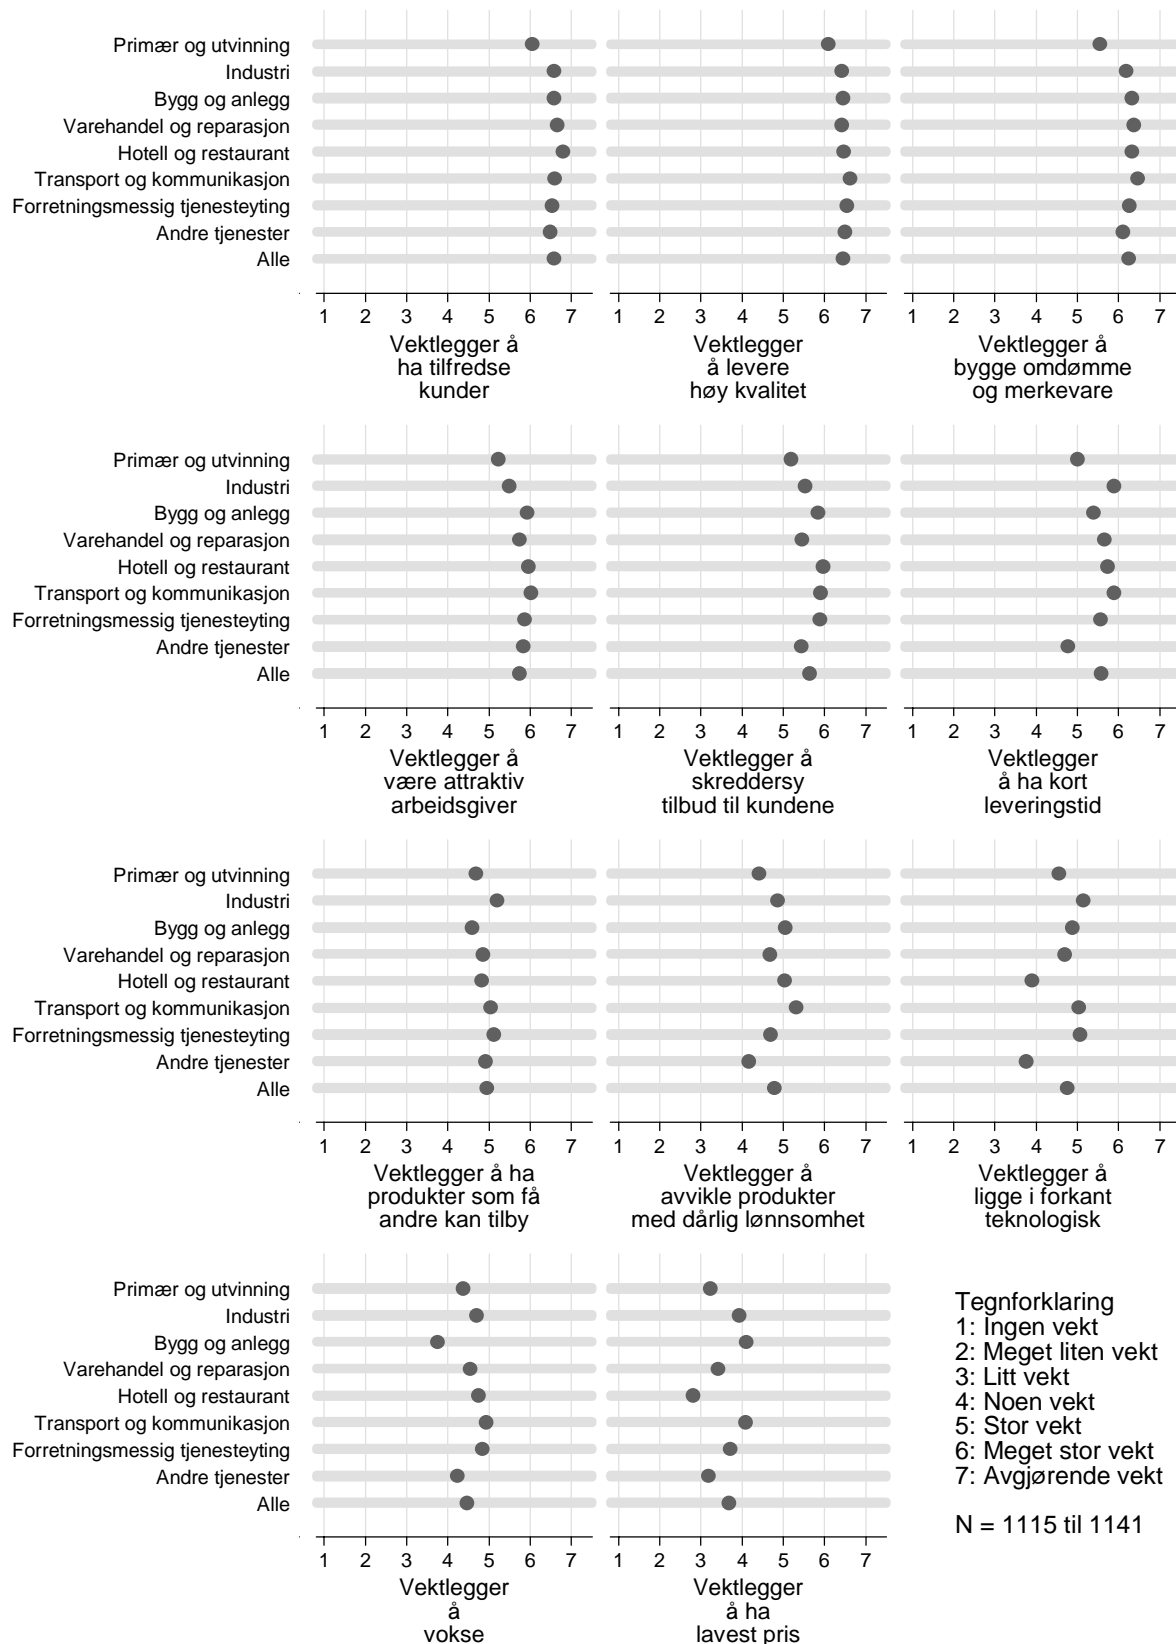 Primær og utvinning
Industri
Bygg og anlegg
Varehandel og reparasjon
Hotell og restaurant
Transport og kommunikasjon
Forretningsmessig tjenesteyting
Andre tjenester
Alle
1 2 3 4 5 6 7
Vektlegger å
ha tilfredse
kunder
1 2 3 4 5 6 7
Vektlegger
å levere
høy kvalitet
1 2 3 4 5 6 7
Vektlegger å
bygge omdømme
og merkevare
Primær og utvinning
Industri
Bygg og anlegg
Varehandel og reparasjon
Hotell og restaurant
Transport og kommunikasjon
Forretningsmessig tjenesteyting
Andre tjenester
Alle
1 2 3 4 5 6 7
Vektlegger å
være attraktiv
arbeidsgiver
1 2 3 4 5 6 7
Vektlegger å
skreddersy
tilbud til kundene
1 2 3 4 5 6 7
Vektlegger
å ha kort
leveringstid
Primær og utvinning
Industri
Bygg og anlegg
Varehandel og reparasjon
Hotell og restaurant
Transport og kommunikasjon
Forretningsmessig tjenesteyting
Andre tjenester
Alle
1 2 3 4 5 6 7
Vektlegger å ha
produkter som få
andre kan tilby
1 2 3 4 5 6 7
Vektlegger å
avvikle produkter
med dårlig lønnsomhet
1 2 3 4 5 6 7
Vektlegger å
ligge i forkant
teknologisk
Primær og utvinning
Industri
Bygg og anlegg
Varehandel og reparasjon
Hotell og restaurant
Transport og kommunikasjon
Forretningsmessig tjenesteyting
Andre tjenester
Alle
1 2 3 4 5 6 7
Vektlegger
å
vokse
1 2 3 4 5 6 7
Vektlegger
å ha
lavest pris
Tegnforklaring
1: Ingen vekt
2: Meget liten vekt
3: Litt vekt
4: Noen vekt
5: Stor vekt
6: Meget stor vekt
7: Avgjørende vekt
N = 1115 til 1141